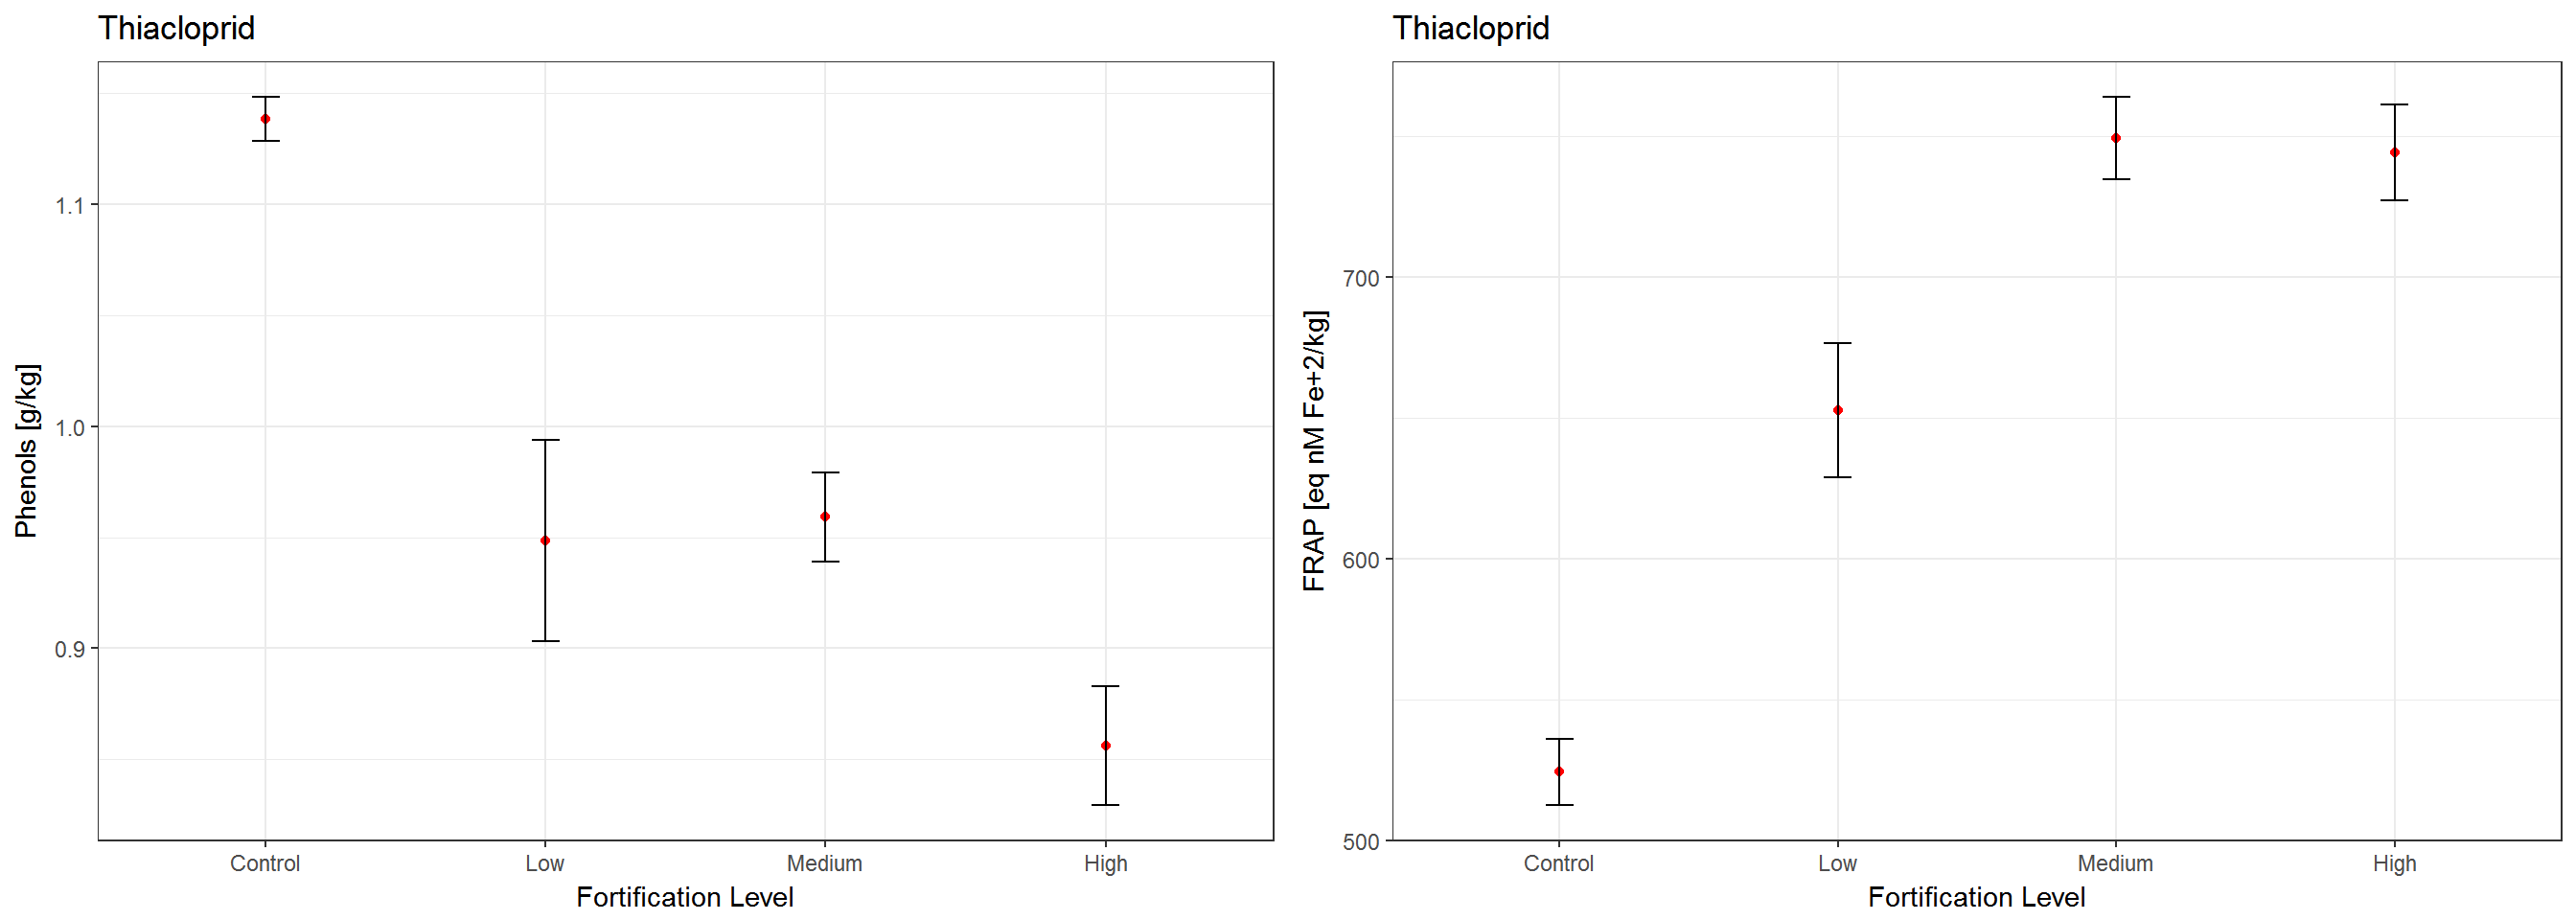 Thiacloprid
Phenols [g/kg]
1.1
1.0
0.9
Control Low Medium High
Fortification Level
Thiacloprid
FRAP [eq nM Fe+2/kg]
700
600
500
Control Low Medium High
Fortification Level